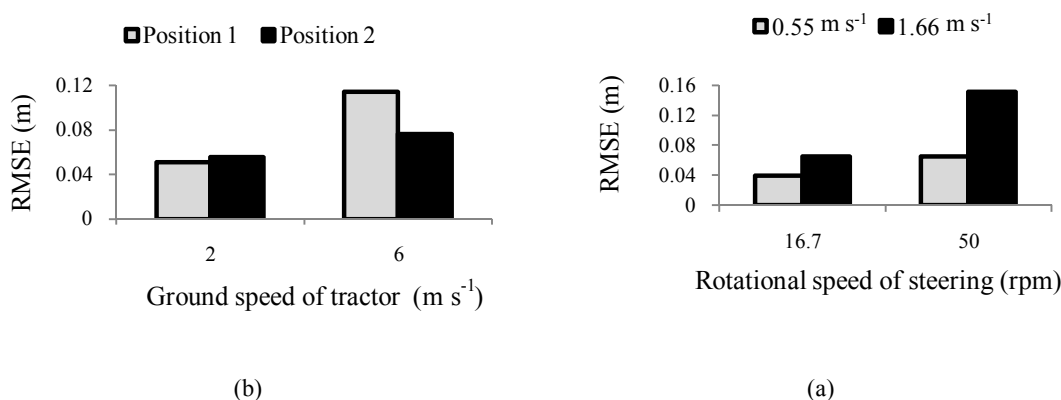 Position 1 Position 2
0.12
0.08
0.04
0
RMSE (m)
2 6
Ground speed of tractor (m s-1)
(b)
0.55 m s-1 1.66 m s-1
0.16
0.12
0.08
0.04
0
RMSE (m)
16.7 50
Rotational speed of steering (rpm)
(a)